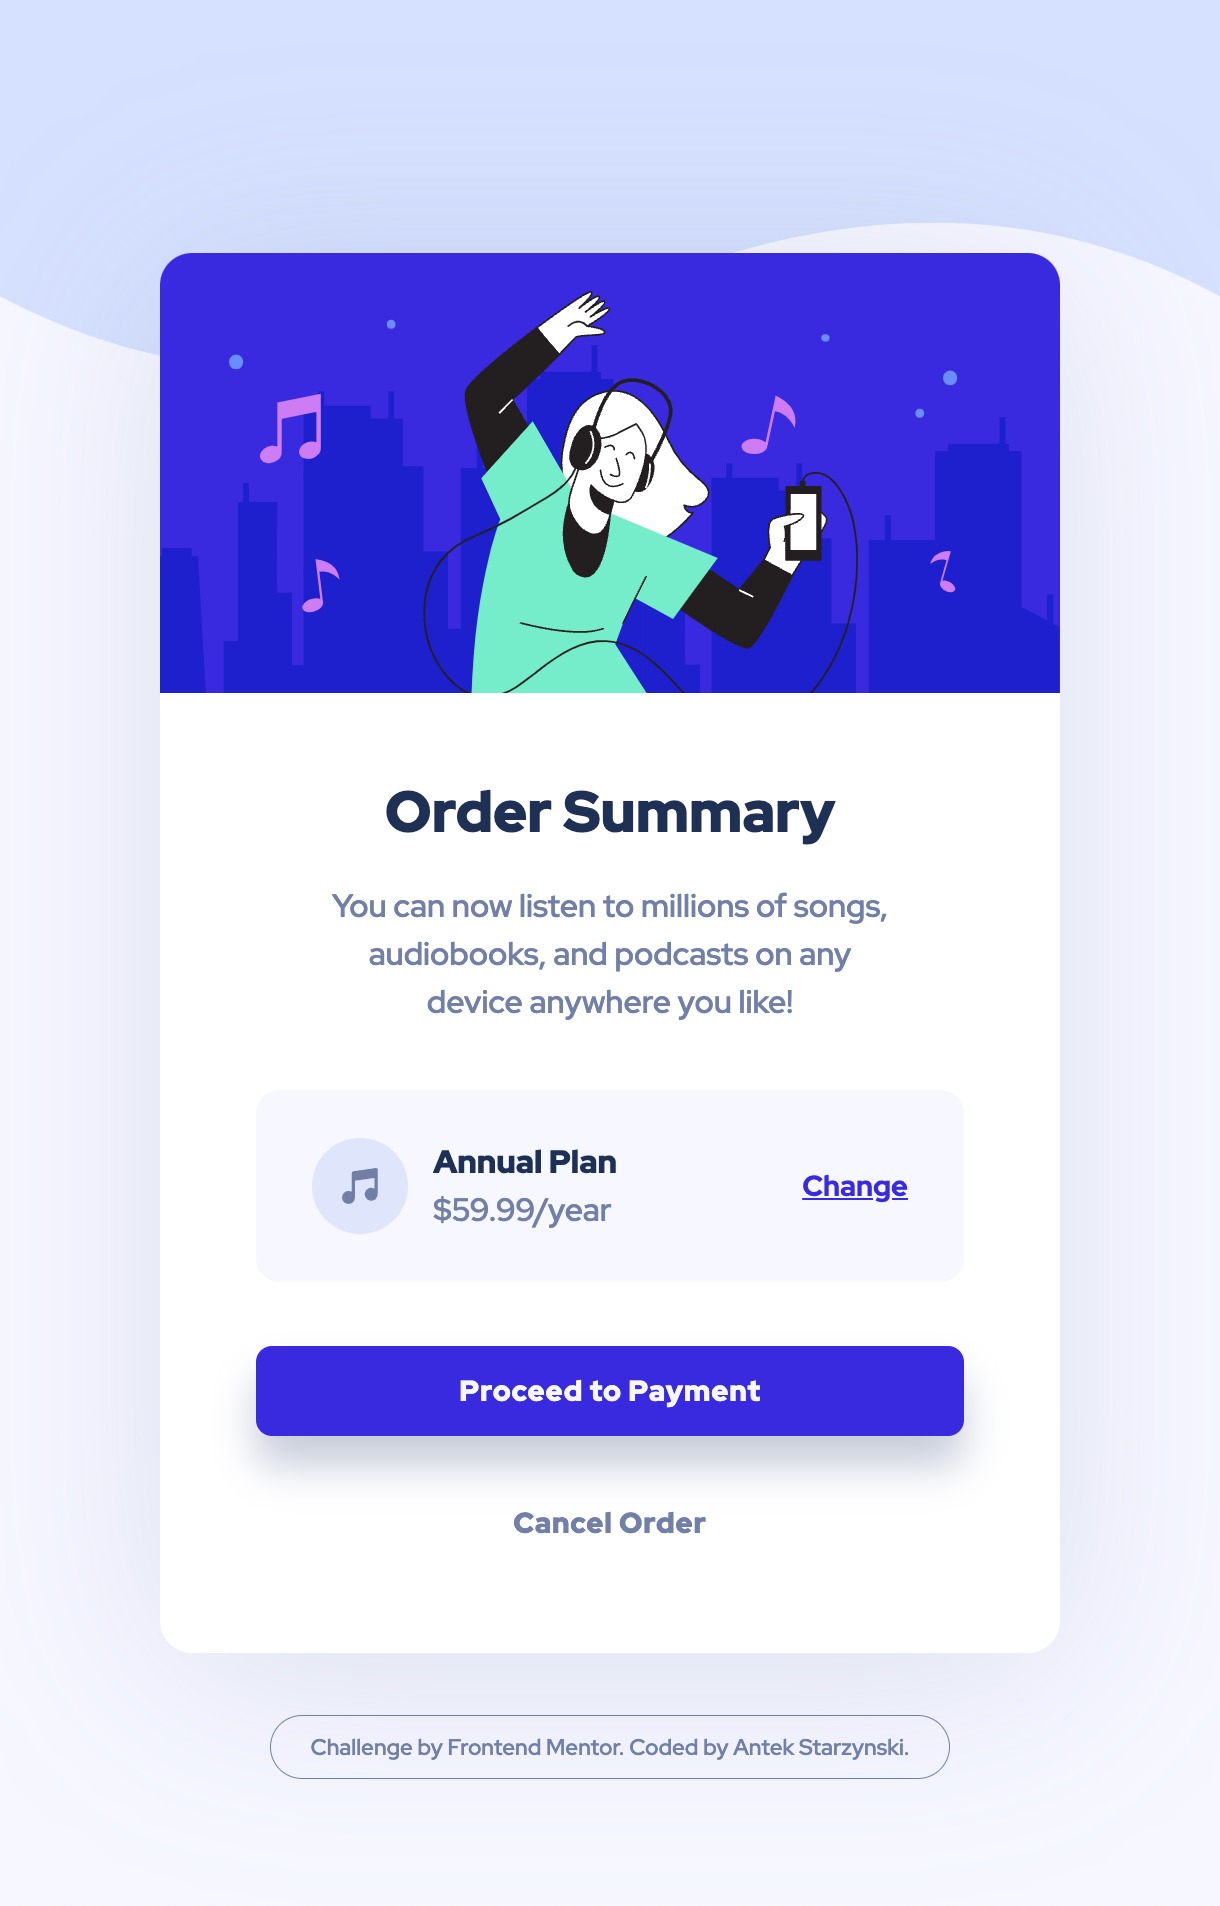 Order Summary
You can now listen to millions of songs,
audiobooks, and podcasts on any
device anywhere you like!
Annual Plan
$59.99/year
Change
Proceed to Payment
Cancel Order
Challenge by Frontend Mentor. Coded by Antek Starzynski.